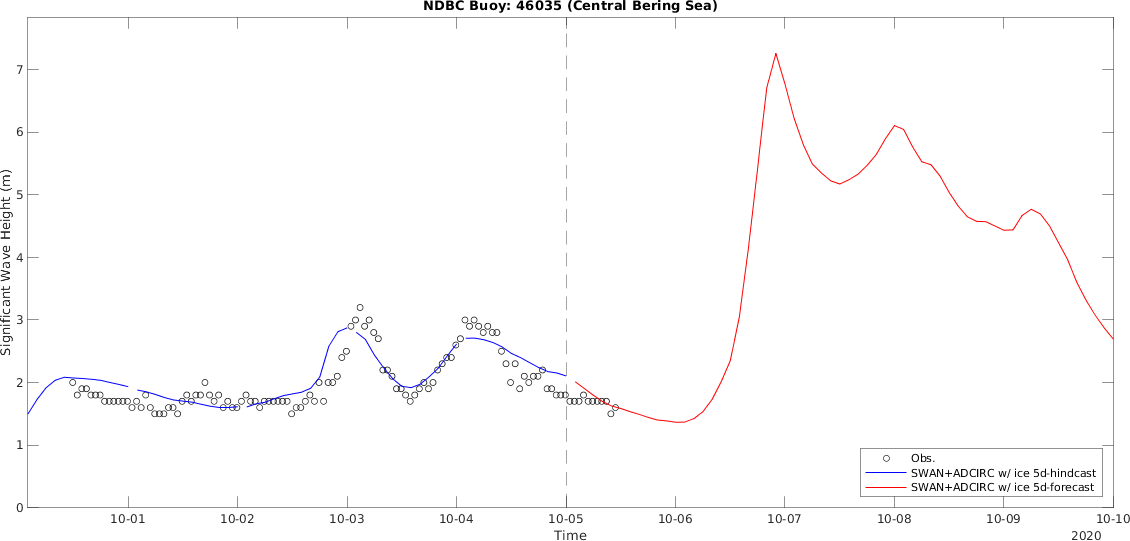 NDBC Buoy: 46035 (Central Bering Sea)
Significant Wave Height (m)
7
6
5
4
3
2
1
0
Obs.
SWAN+ADCIRC w/ ice 5d-hindcast
SWAN+ADCIRC w/ ice 5d-forecast
10-01 10-02 10-03 10-04 10-05 10-06 10-07 10-08 10-09 10-10
Time
2020